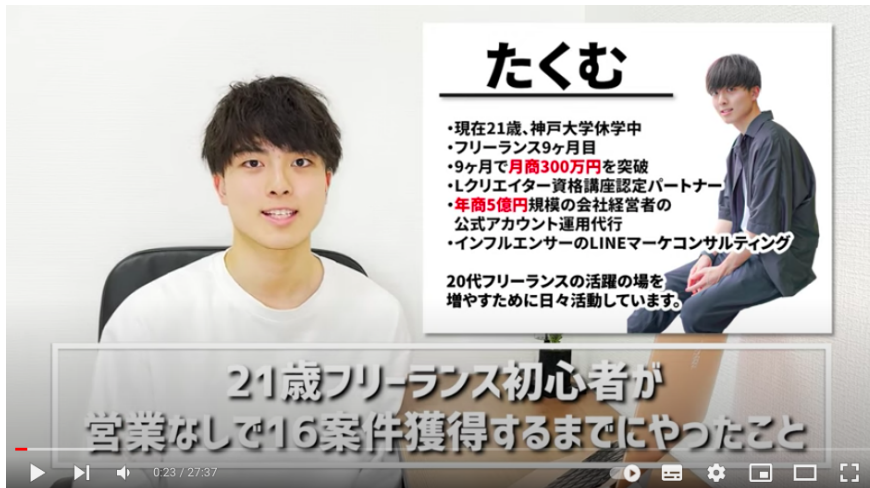 たくむ
・現在21歳、神戸大学休学中
・フリーランス9ヶ月目
・9ヶ月で月商300万円を突破
・Lクリエイター資格講座認定パートナー
・年商5億円規模の会社経営者の
公式アカウント運用代行
・インフルエンサーのLINEマーケコンサルティング
20代フリーランスの活躍の場を
増やすために日々活動しています。
21歳フリーランス初心者が
営業なしで16案件獲得するまでにやったこと
0:23 / 27:37